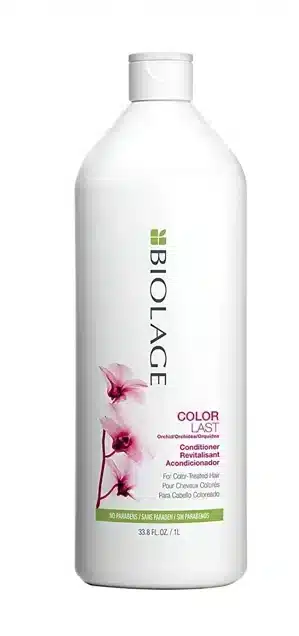 BIOLAGE
COLOR
LAST
Orchid/Orchidée/Orquídea
Conditioner
Revitalisant
Acondicionador
For Color-Treated Hair
Pour Cheveux Colorés
Para Cabello Coloreado
NO PARABENS / SANS PARABEN / SIN PARABENOS
33.8 FL. OZ. / 1L